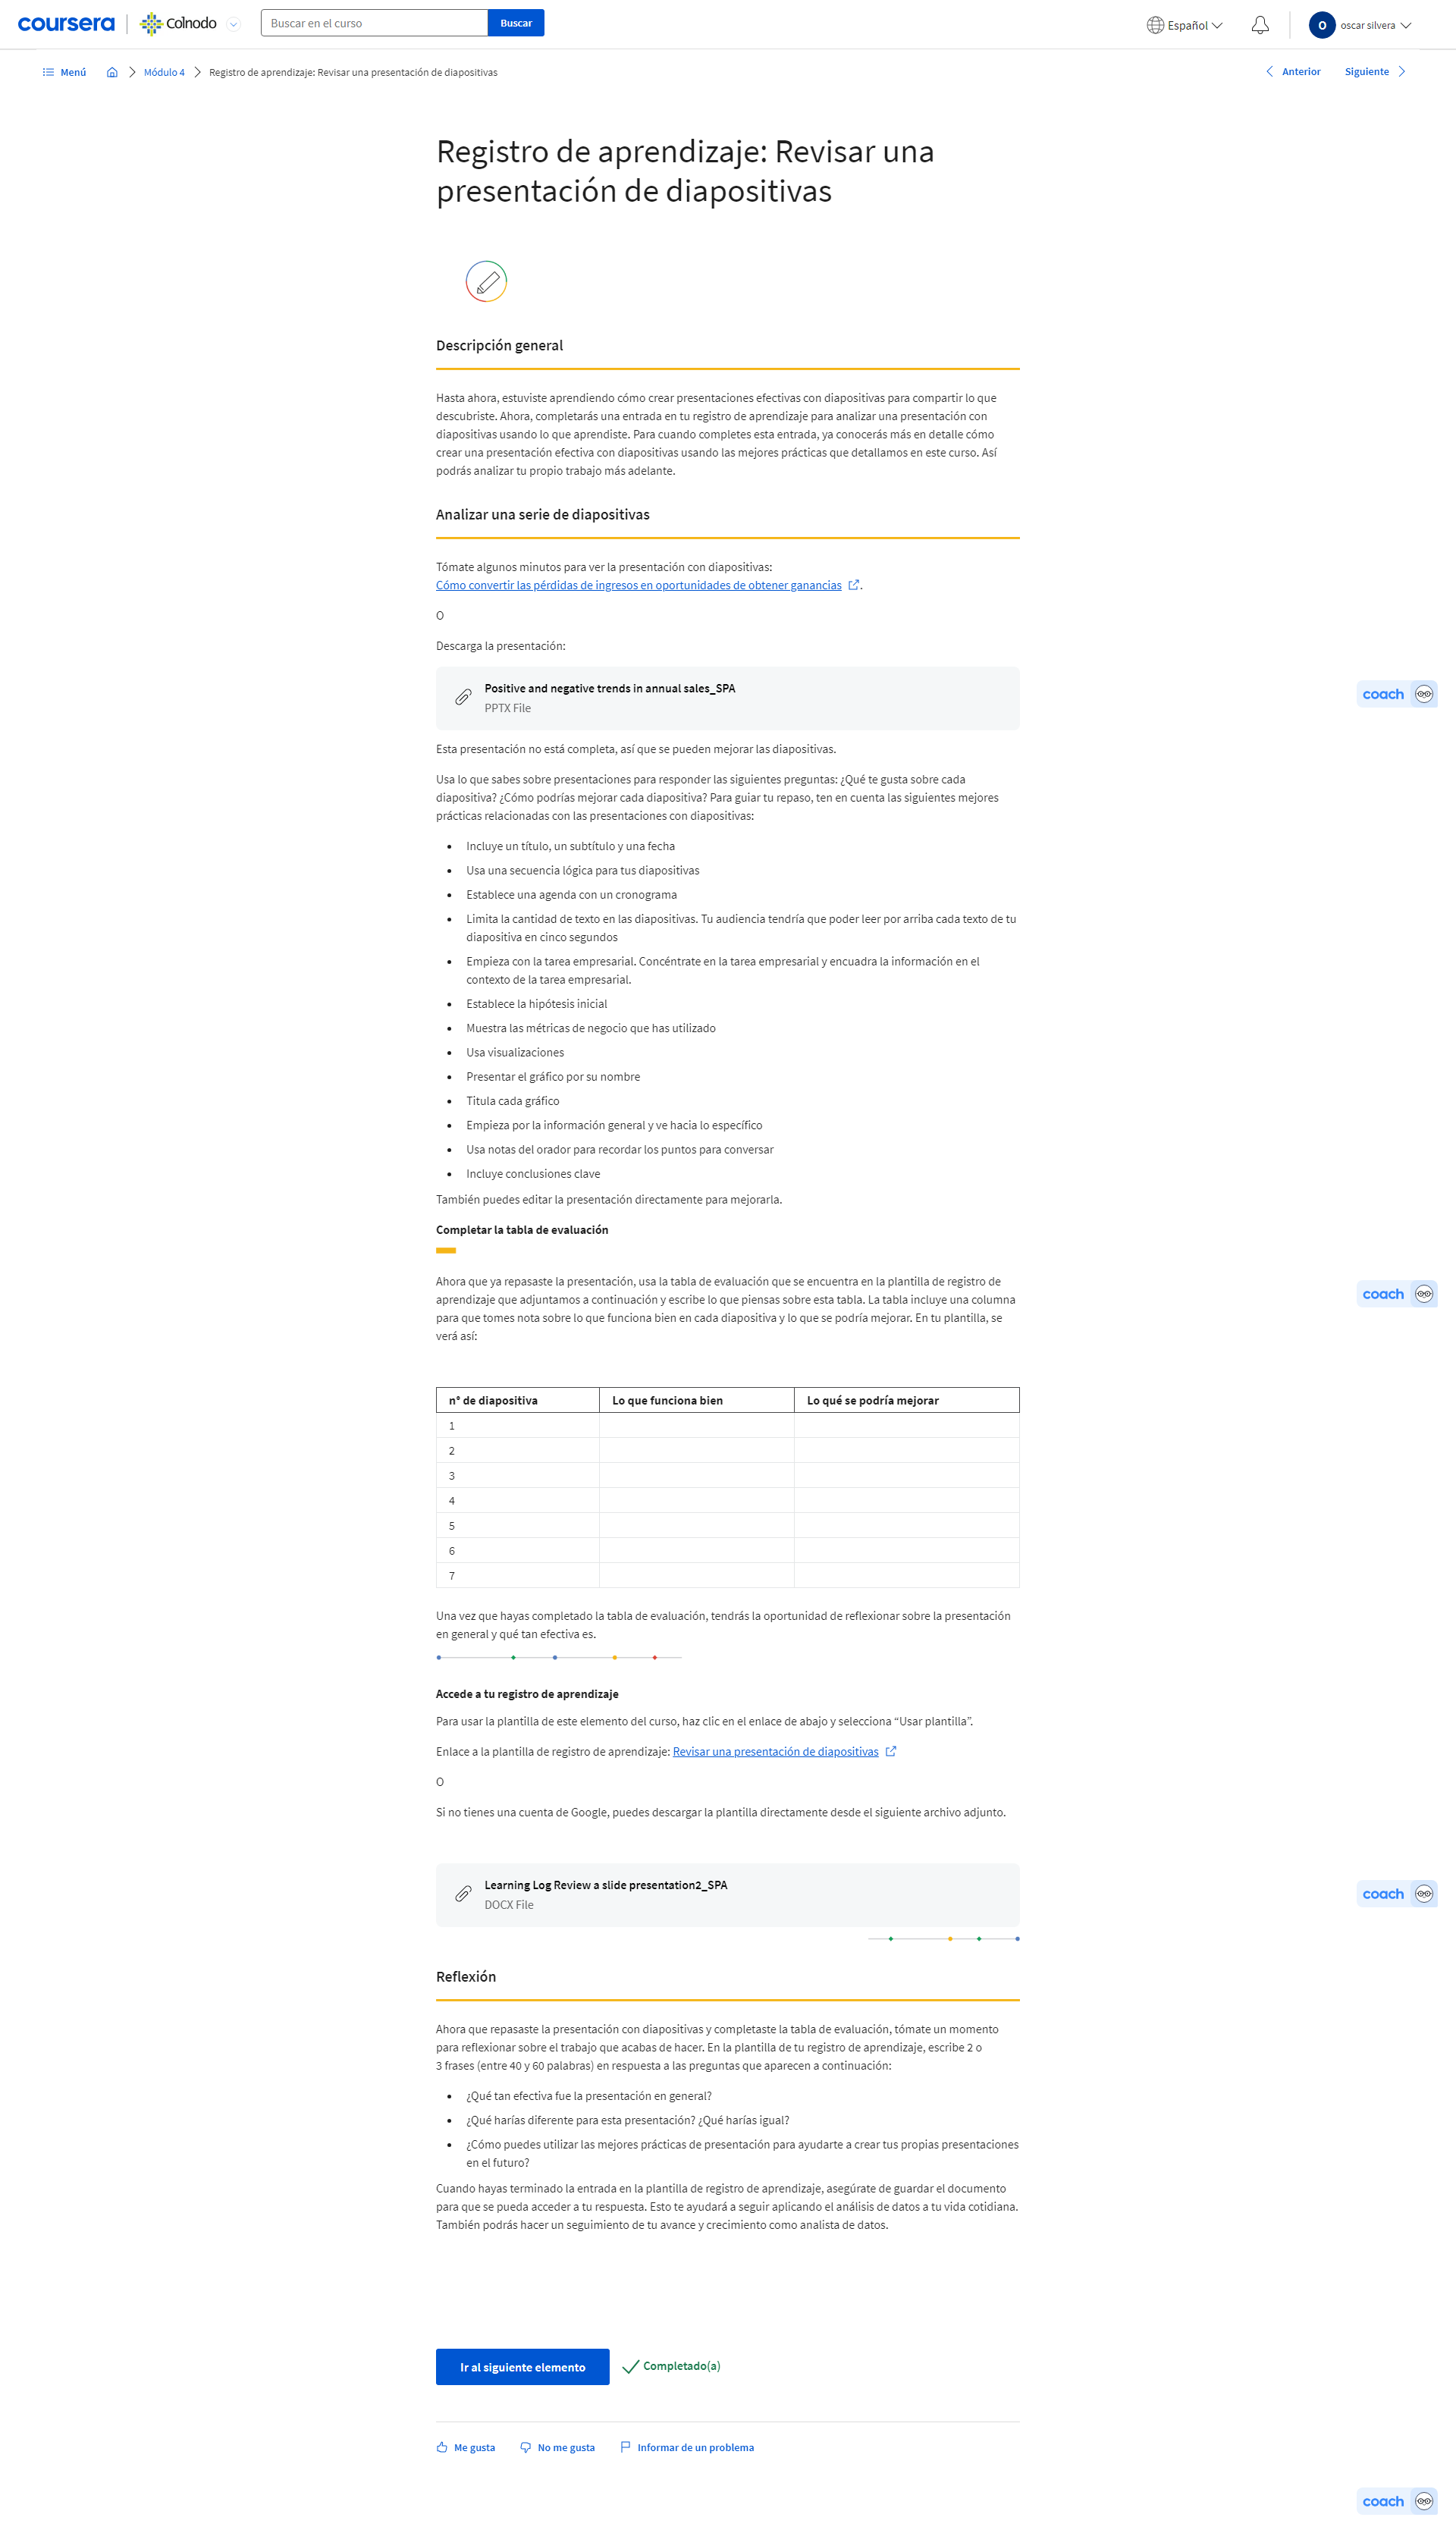 coursera Colnodo Buscar en el curso Buscar Español O oscar silvera
Menú Módulo 4 Registro de aprendizaje: Revisar una presentación de diapositivas Anterior Siguiente
Registro de aprendizaje: Revisar una
presentación de diapositivas
Descripción general
Hasta ahora, estuviste aprendiendo cómo crear presentaciones efectivas con diapositivas para compartir lo que
descubriste. Ahora, completarás una entrada en tu registro de aprendizaje para analizar una presentación con
diapositivas usando lo que aprendiste. Para cuando completes esta entrada, ya conocerás más en detalle cómo
crear una presentación efectiva con diapositivas usando las mejores prácticas que detallamos en este curso. Así
podrás analizar tu propio trabajo más adelante.
Analizar una serie de diapositivas
Tómate algunos minutos para ver la presentación con diapositivas:
Cómo convertir las pérdidas de ingresos en oportunidades de obtener ganancias .
O
Descarga la presentación:
Positive and negative trends in annual sales_SPA
PPTX File
coach
Esta presentación no está completa, así que se pueden mejorar las diapositivas.
Usa lo que sabes sobre presentaciones para responder las siguientes preguntas: ¿Qué te gusta sobre cada
diapositiva? ¿Cómo podrías mejorar cada diapositiva? Para guiar tu repaso, ten en cuenta las siguientes mejores
prácticas relacionadas con las presentaciones con diapositivas:
• Incluye un título, un subtítulo y una fecha
• Usa una secuencia lógica para tus diapositivas
• Establece una agenda con un cronograma
• Limita la cantidad de texto en las diapositivas. Tu audiencia tendría que poder leer por arriba cada texto de tu
diapositiva en cinco segundos
• Empieza con la tarea empresarial. Concéntrate en la tarea empresarial y encuadra la información en el
contexto de la tarea empresarial.
• Establece la hipótesis inicial
• Muestra las métricas de negocio que has utilizado
• Usa visualizaciones
• Presentar el gráfico por su nombre
• Titula cada gráfico
• Empieza por la información general y ve hacia lo específico
• Usa notas del orador para recordar los puntos para conversar
• Incluye conclusiones clave
También puedes editar la presentación directamente para mejorarla.
Completar la tabla de evaluación
Ahora que ya repasaste la presentación, usa la tabla de evaluación que se encuentra en la plantilla de registro de
aprendizaje que adjuntamos a continuación y escribe lo que piensas sobre esta tabla. La tabla incluye una columna
para que tomes nota sobre lo que funciona bien en cada diapositiva y lo que se podría mejorar. En tu plantilla, se
verá así:
coach
n° de diapositiva Lo que funciona bien Lo qué se podría mejorar
1
2
3
4
5
6
7
Una vez que hayas completado la tabla de evaluación, tendrás la oportunidad de reflexionar sobre la presentación
en general y qué tan efectiva es.
Accede a tu registro de aprendizaje
Para usar la plantilla de este elemento del curso, haz clic en el enlace de abajo y selecciona “Usar plantilla”.
Enlace a la plantilla de registro de aprendizaje: Revisar una presentación de diapositivas
O
Si no tienes una cuenta de Google, puedes descargar la plantilla directamente desde el siguiente archivo adjunto.
Learning Log Review a slide presentation2_SPA
DOCX File
coach
Reflexión
Ahora que repasaste la presentación con diapositivas y completaste la tabla de evaluación, tómate un momento
para reflexionar sobre el trabajo que acabas de hacer. En la plantilla de tu registro de aprendizaje, escribe 2 o
3 frases (entre 40 y 60 palabras) en respuesta a las preguntas que aparecen a continuación:
• ¿Qué tan efectiva fue la presentación en general?
• ¿Qué harías diferente para esta presentación? ¿Qué harías igual?
• ¿Cómo puedes utilizar las mejores prácticas de presentación para ayudarte a crear tus propias presentaciones
en el futuro?
Cuando hayas terminado la entrada en la plantilla de registro de aprendizaje, asegúrate de guardar el documento
para que se pueda acceder a tu respuesta. Esto te ayudará a seguir aplicando el análisis de datos a tu vida cotidiana.
También podrás hacer un seguimiento de tu avance y crecimiento como analista de datos.
Ir al siguiente elemento Completado(a)
Me gusta No me gusta Informar de un problema
coach